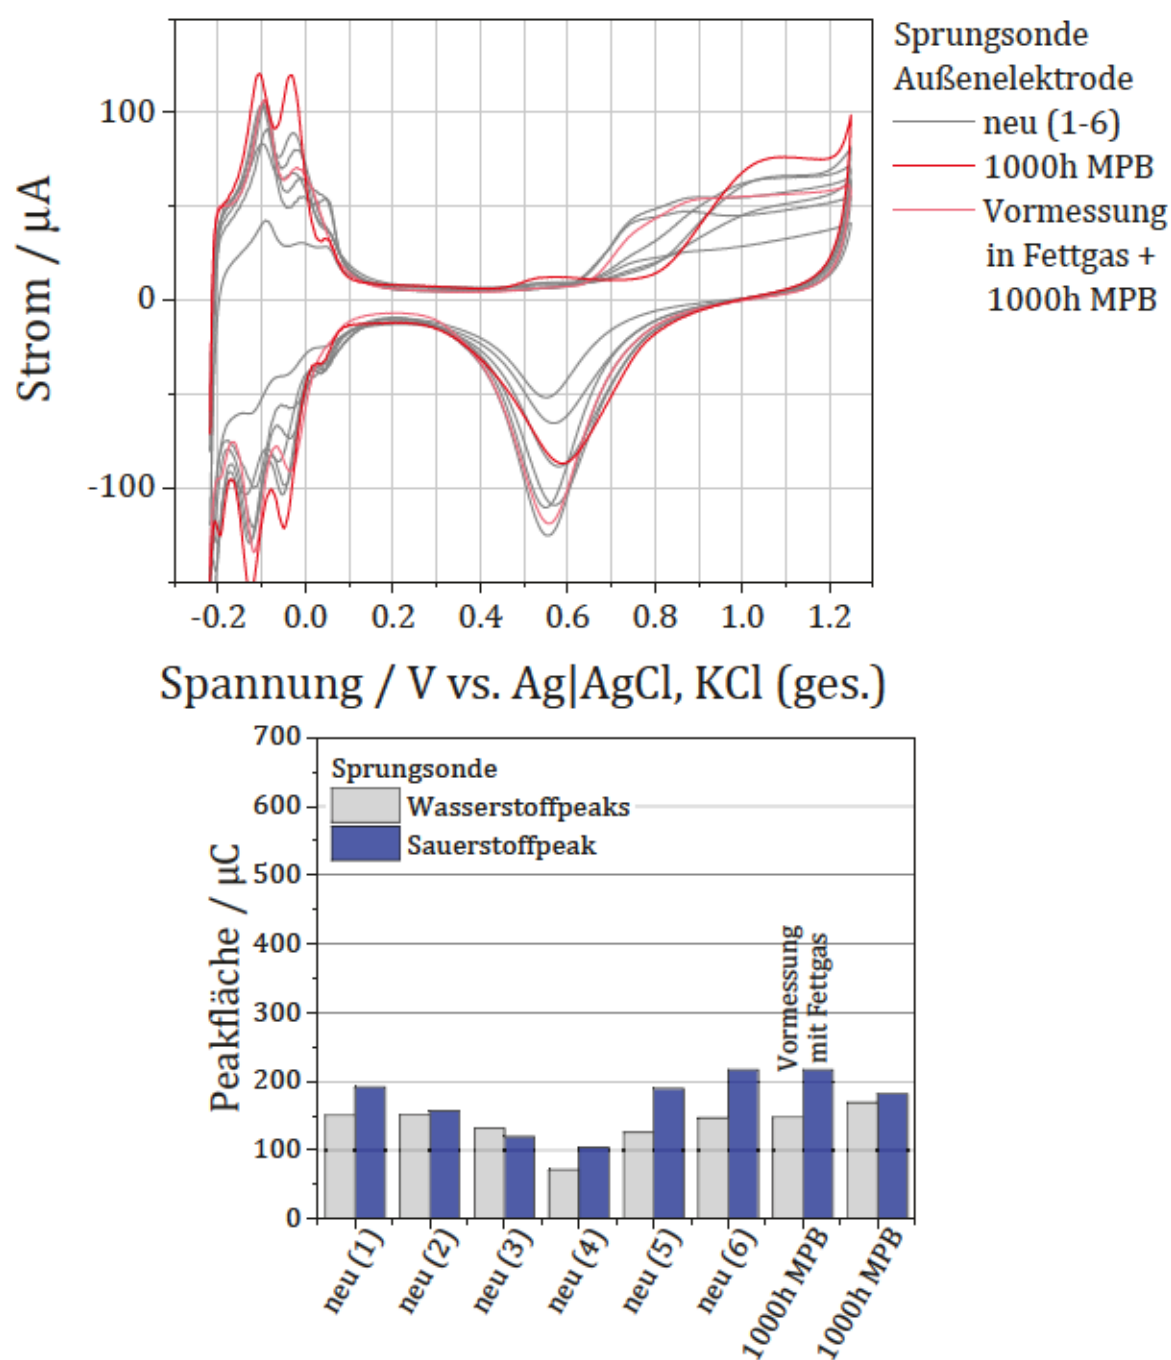 Sprungsonde
Außenelektrode
neu (1-6)
1000h MPB
Vormessung
in Fettgas +
1000h MPB
Strom / µA
100
0
-100
-0.2 0.0 0.2 0.4 0.6 0.8 1.0 1.2
Spannung / V vs. Ag|AgCl, KCl (ges.)
Peakfläche / µC
700
600
500
400
300
200
100
0
Sprungsonde
Wasserstoffpeaks
Sauerstoffpeak
Vormessung
mit Fettgas
neu (1)
neu (2)
neu (3)
neu (4)
neu (5)
neu (6)
1000h MPB
1000h MPB